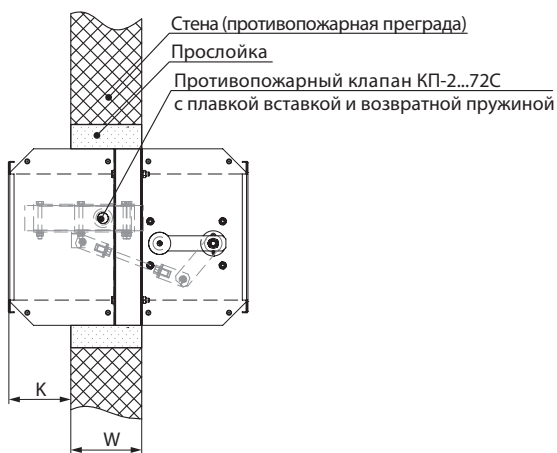 Стена (противопожарная преграда)
Прослойка
Противопожарный клапан КП-2...72С
с плавкой вставкой и возвратной пружиной
K
W